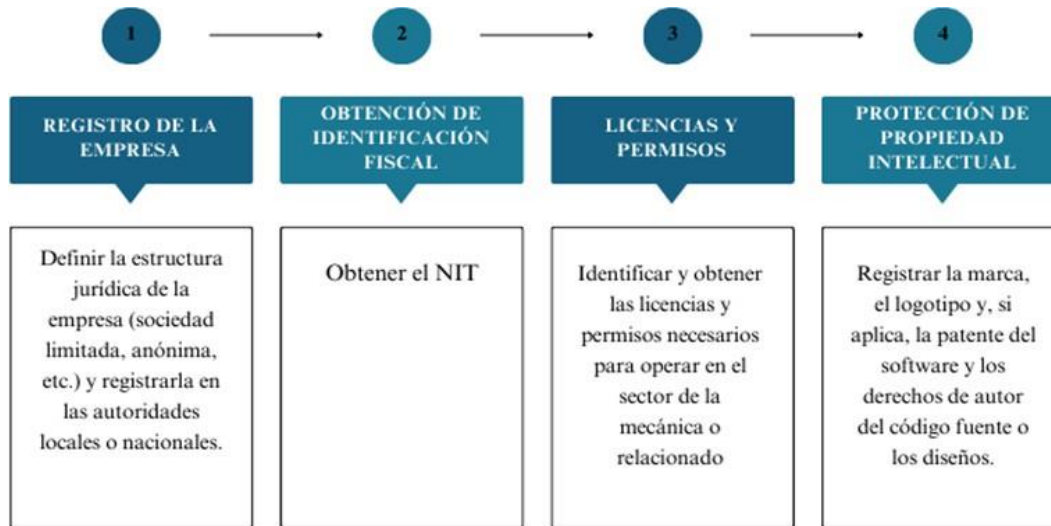 1
2
3
4
REGISTRO DE LA
EMPRESA
OBTENCIÓN DE
IDENTIFICACIÓN
FISCAL
LICENCIAS Y
PERMISOS
PROTECCIÓN DE
PROPIEDAD
INTELECTUAL
Definir la estructura
jurídica de la
empresa (sociedad
limitada, anónima,
etc.) y registrarla en
las autoridades
locales o nacionales.
Obtener el NIT
Identificar y obtener
las licencias y
permisos necesarios
para operar en el
sector de la
mecánica o
relacionado
Registrar la marca,
el logotipo y, si
aplica, la patente del
software y los
derechos de autor
del código fuente o
los diseños.